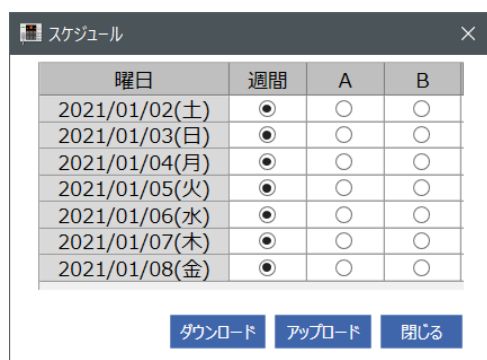 スケジュール
曜日 週間 A B
2021/01/02(土)
2021/01/03(日)
2021/01/04(月)
2021/01/05(火)
2021/01/06(水)
2021/01/07(木)
2021/01/08(金)
ダウンロード アップロード 閉じる